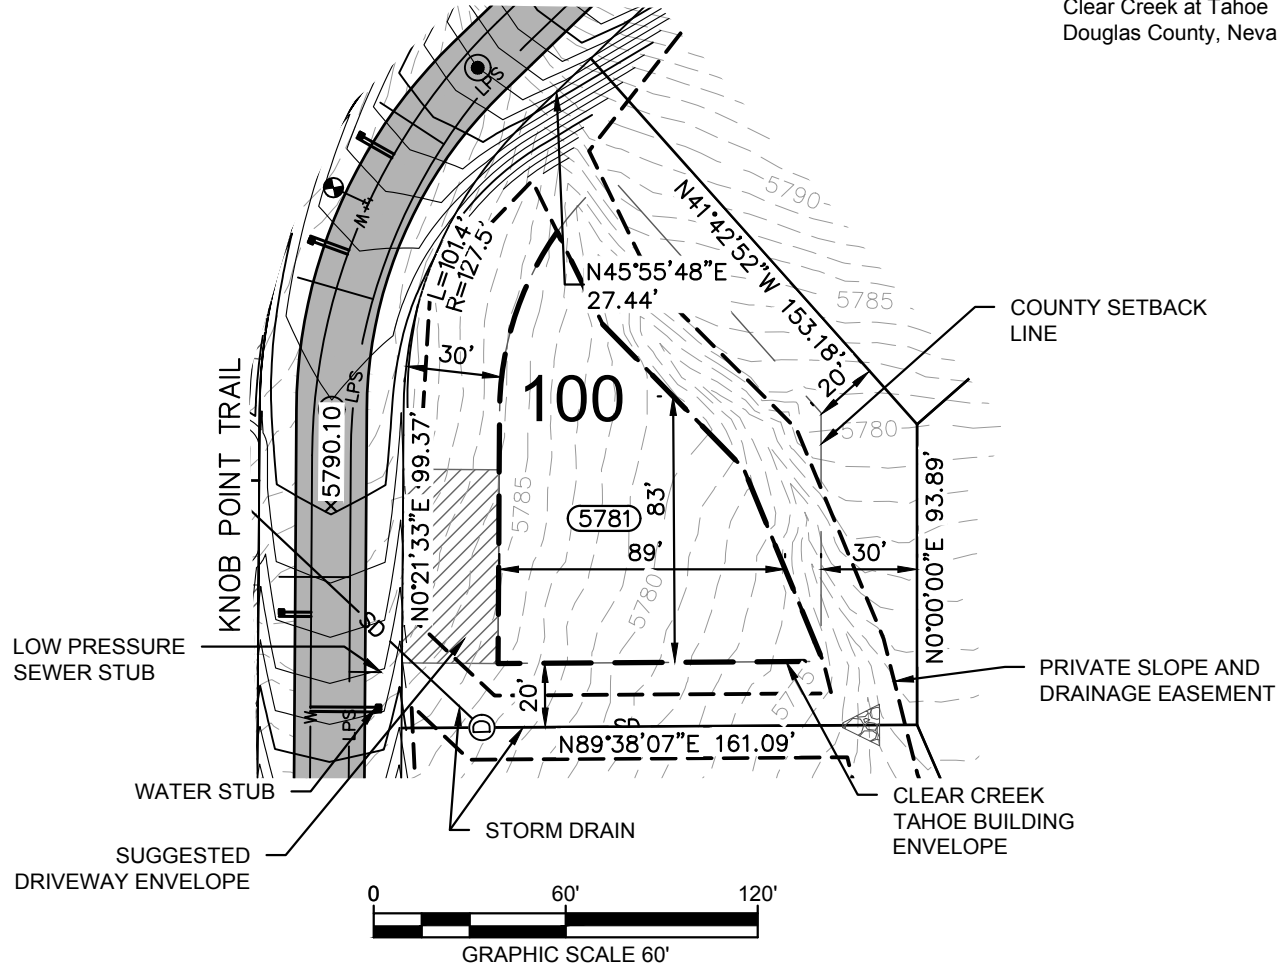 Clear Creek at Tahoe
Douglas County, Neva
LPS
W
5790
N41°42'52"W 153.18'
L=101.4'
R=127.5'
N45°55'48"E
27.44'
5785
COUNTY SETBACK
LINE
30'
20'
100
LPS
KNOB POINT TRAIL
x5790.10
N0°21'33"E 99.37'
5785
5780
5781
83'
89'
30'
N0°00'00"E 93.89'
5780
SD
LOW PRESSURE
SEWER STUB
PRIVATE SLOPE AND
DRAINAGE EASEMENT
20'
W
LPS
D
N89°38'07"E 161.09'
WATER STUB
CLEAR CREEK
TAHOE BUILDING
ENVELOPE
STORM DRAIN
SUGGESTED
DRIVEWAY ENVELOPE
0 60' 120'
GRAPHIC SCALE 60'